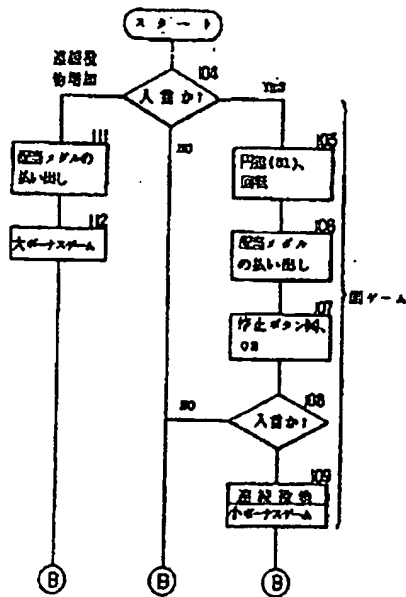 スタート
104
入賞か?
YES
NO
111
配当メダルの
払い出し
112
大ボーナスゲーム
105
回転
106
配当メダル
の払い出し
107
停止ボタン
on
108
入賞か?
NO
109
小ボーナスゲーム
ゲーム
B
B
B